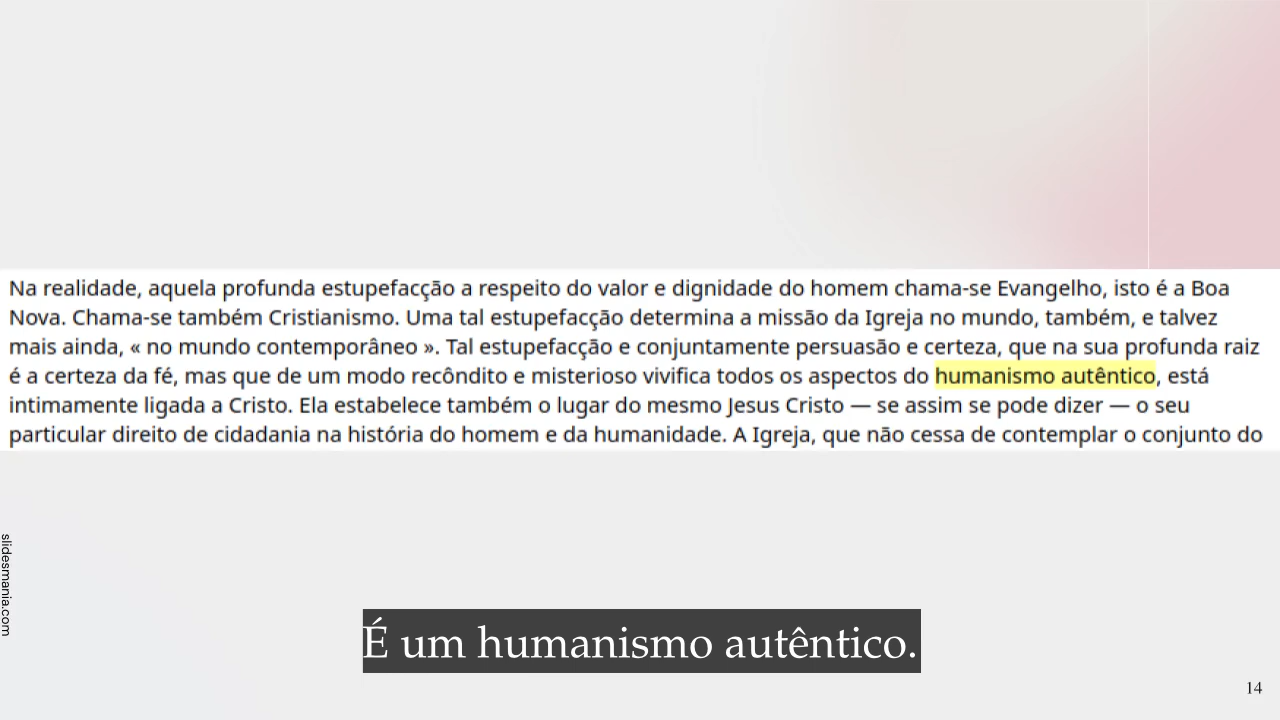 Na realidade, aquela profunda estupefacção a respeito do valor e dignidade do homem chama-se Evangelho, isto é a Boa
Nova. Chama-se também Cristianismo. Uma tal estupefacção determina a missão da Igreja no mundo, também, e talvez
mais ainda, « no mundo contemporâneo ». Tal estupefacção e conjuntamente persuasão e certeza, que na sua profunda raiz
é a certeza da fé, mas que de um modo recôndito e misterioso vivifica todos os aspectos do humanismo autêntico, está
intimamente ligada a Cristo. Ela estabelece também o lugar do mesmo Jesus Cristo — se assim se pode dizer — o seu
particular direito de cidadania na história do homem e da humanidade. A Igreja, que não cessa de contemplar o conjunto do
slidesmania.com
É um humanismo autêntico.
14